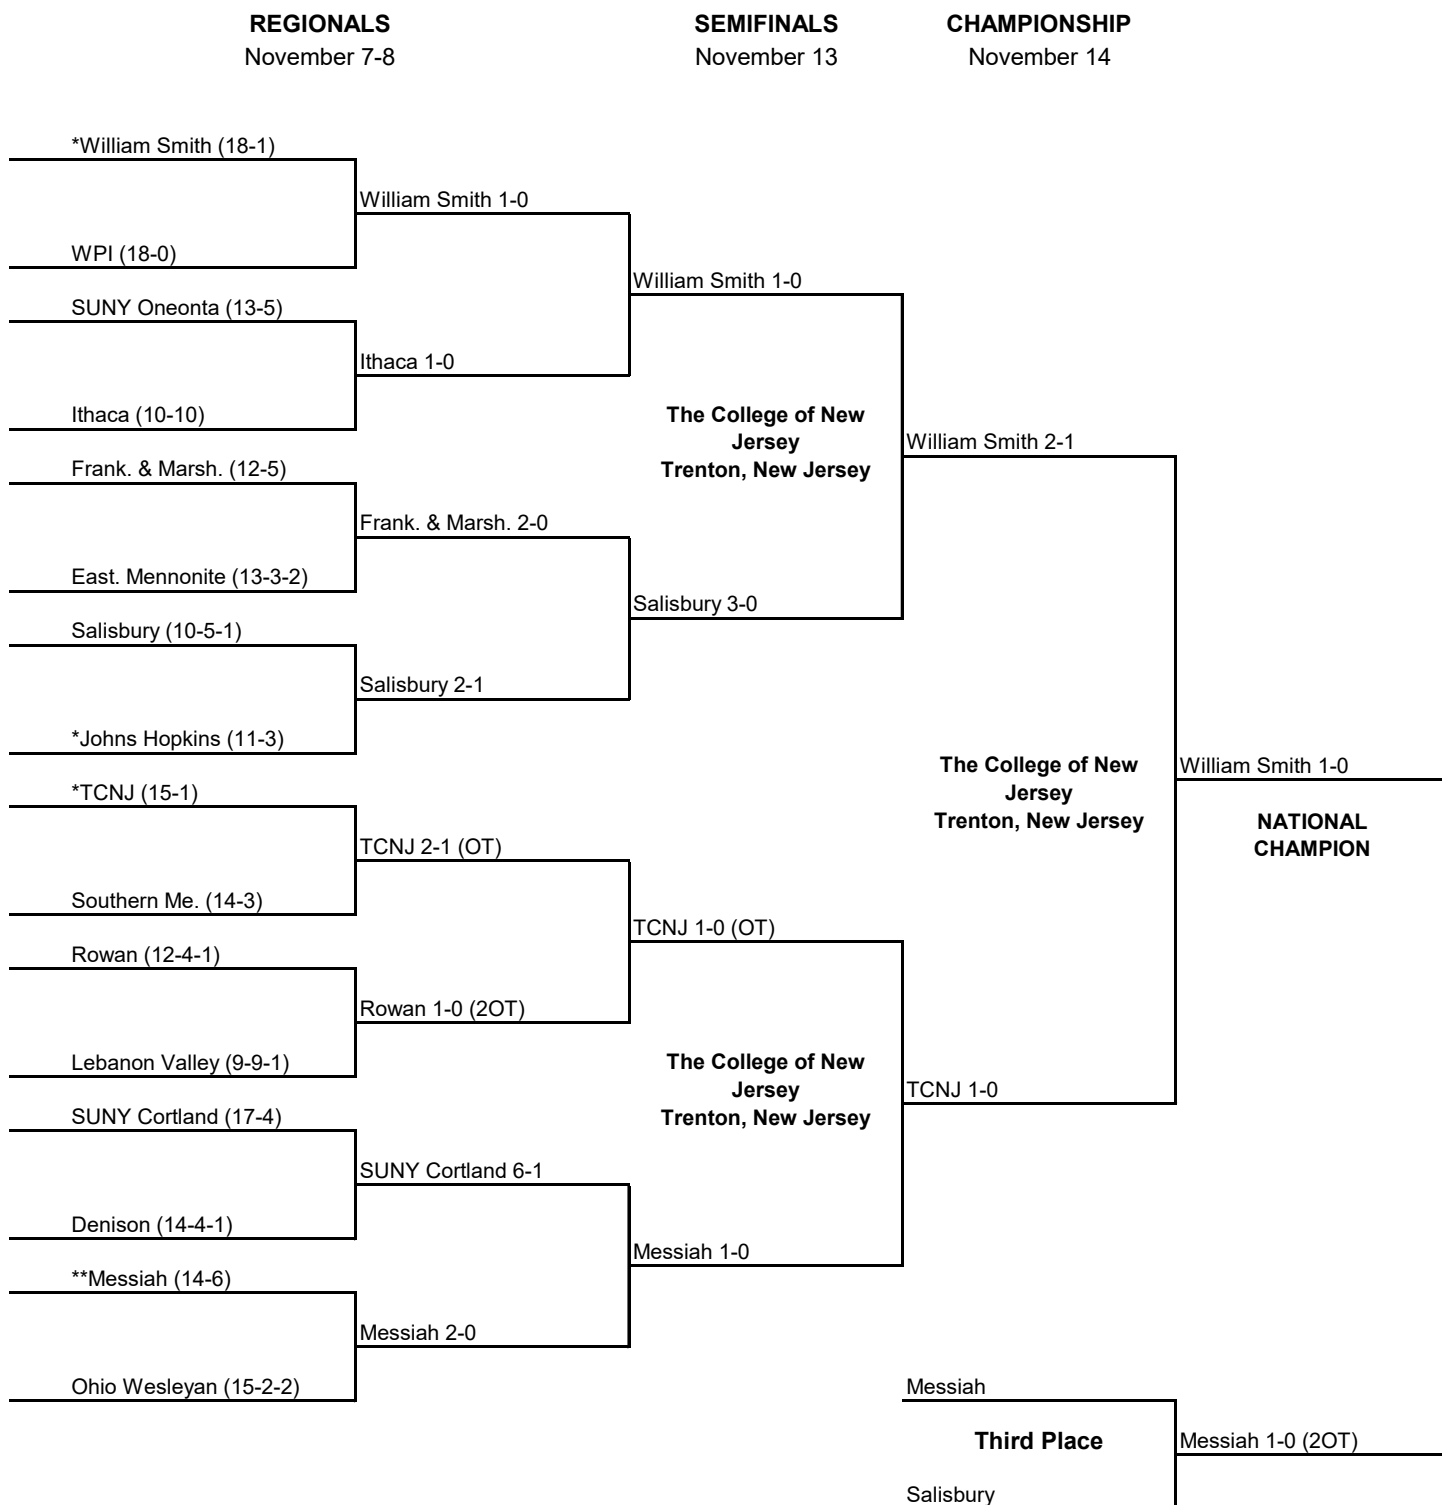 REGIONALS
November 7-8
SEMIFINALS
November 13
CHAMPIONSHIP
November 14
*William Smith (18-1)
William Smith 1-0
WPI (18-0)
William Smith 1-0
SUNY Oneonta (13-5)
Ithaca 1-0
Ithaca (10-10)
The College of New
Jersey
Trenton, New Jersey
William Smith 2-1
Frank. & Marsh. (12-5)
Frank. & Marsh. 2-0
East. Mennonite (13-3-2)
Salisbury 3-0
Salisbury (10-5-1)
Salisbury 2-1
*Johns Hopkins (11-3)
The College of New
Jersey
Trenton, New Jersey
William Smith 1-0
NATIONAL
CHAMPION
*TCNJ (15-1)
TCNJ 2-1 (OT)
Southern Me. (14-3)
TCNJ 1-0 (OT)
Rowan (12-4-1)
Rowan 1-0 (2OT)
Lebanon Valley (9-9-1)
The College of New
Jersey
Trenton, New Jersey
TCNJ 1-0
SUNY Cortland (17-4)
SUNY Cortland 6-1
Denison (14-4-1)
Messiah 1-0
**Messiah (14-6)
Messiah 2-0
Ohio Wesleyan (15-2-2)
Messiah
Third Place
Messiah 1-0 (2OT)
Salisbury